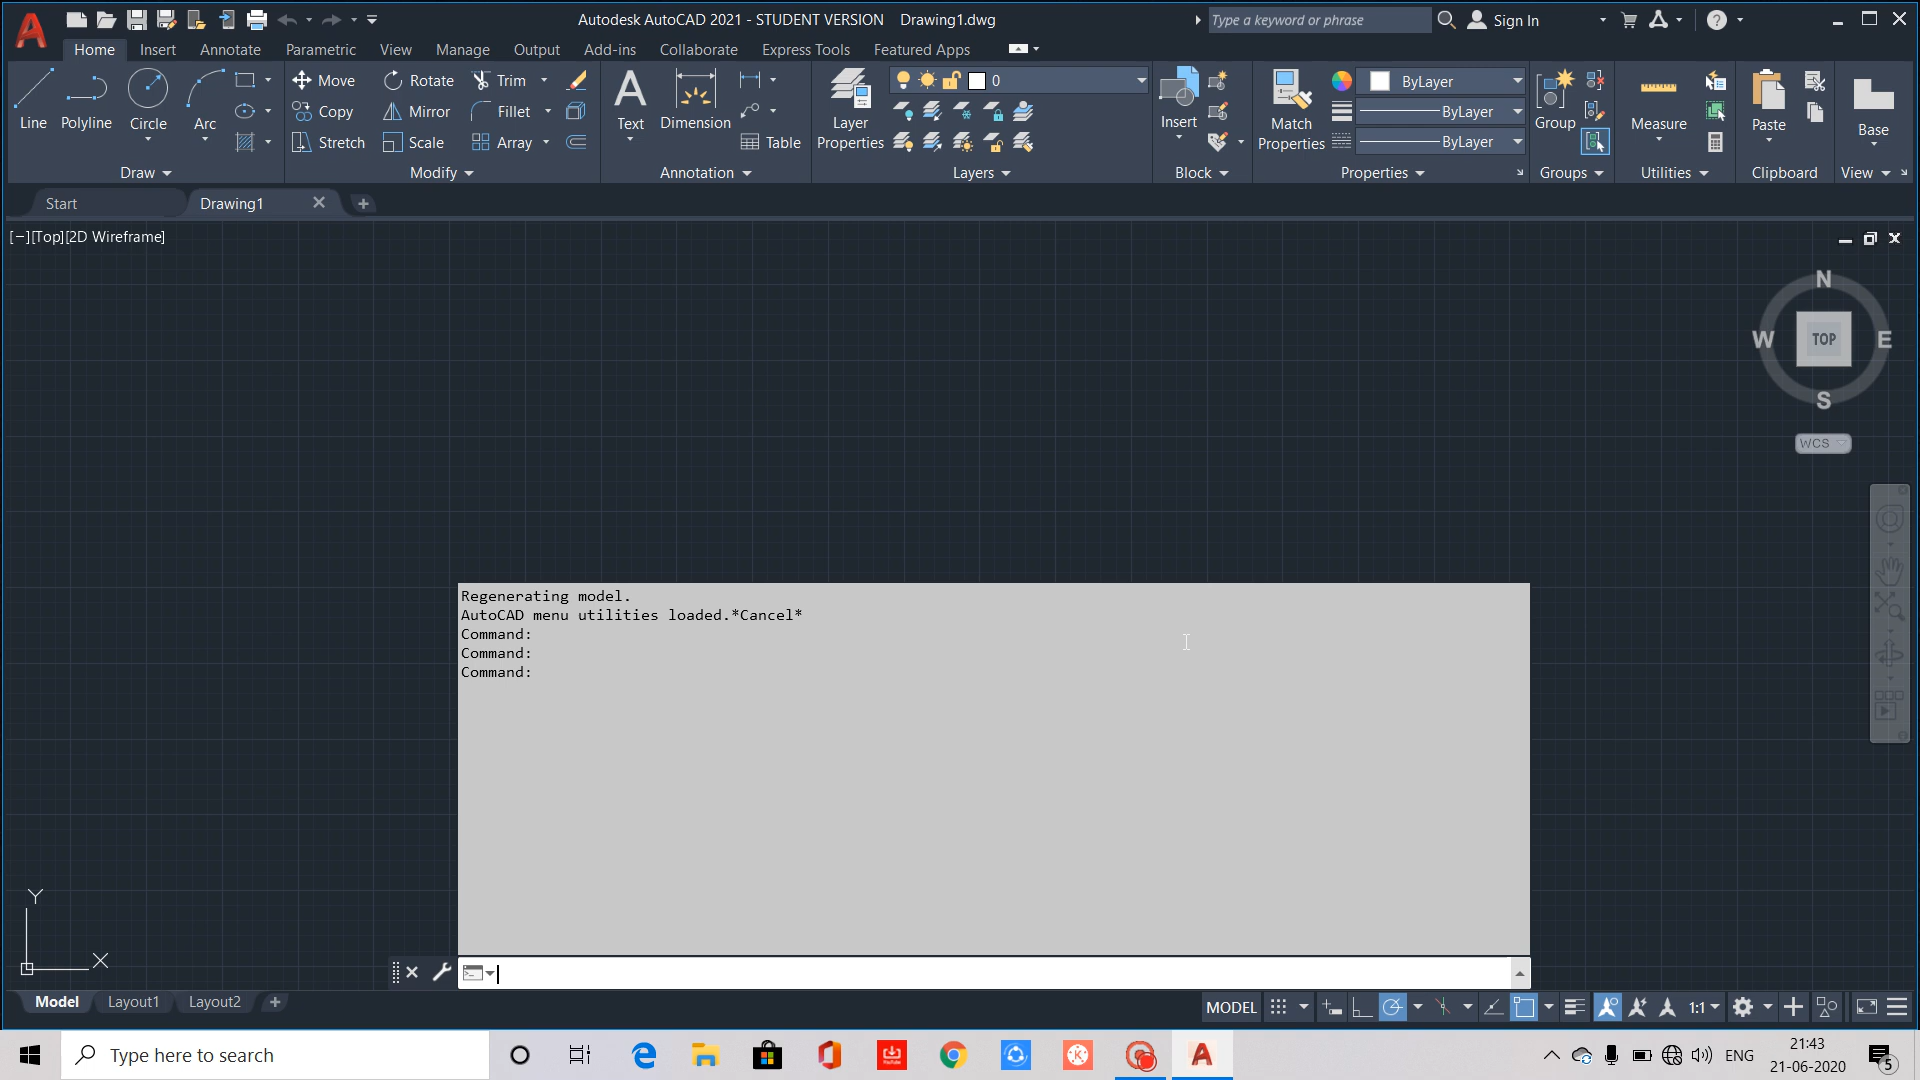 Autodesk AutoCAD 2021 - STUDENT VERSION Drawing1.dwg
Type a keyword or phrase
Sign In
Home Insert Annotate Parametric View Manage Output Add-ins Collaborate Express Tools Featured Apps
Line
Polyline
Circle
Arc
Draw
Move
Rotate
Trim
Copy
Mirror
Fillet
Stretch
Scale
Array
Modify
Text
Dimension
Table
Annotation
Layer
Properties
0
Layers
Insert
Block
Match
Properties
ByLayer
ByLayer
ByLayer
Properties
Group
Groups
Measure
Utilities
Paste
Clipboard
Base
View
Start
Drawing1
[−][Top][2D Wireframe]
N
W
TOP
E
S
WCS
Regenerating model.
AutoCAD menu utilities loaded.*Cancel*
Command:
Command:
Command:
Y
X
Model Layout1 Layout2
MODEL
1:1
Type here to search
ENG
21:43
21-06-2020
5